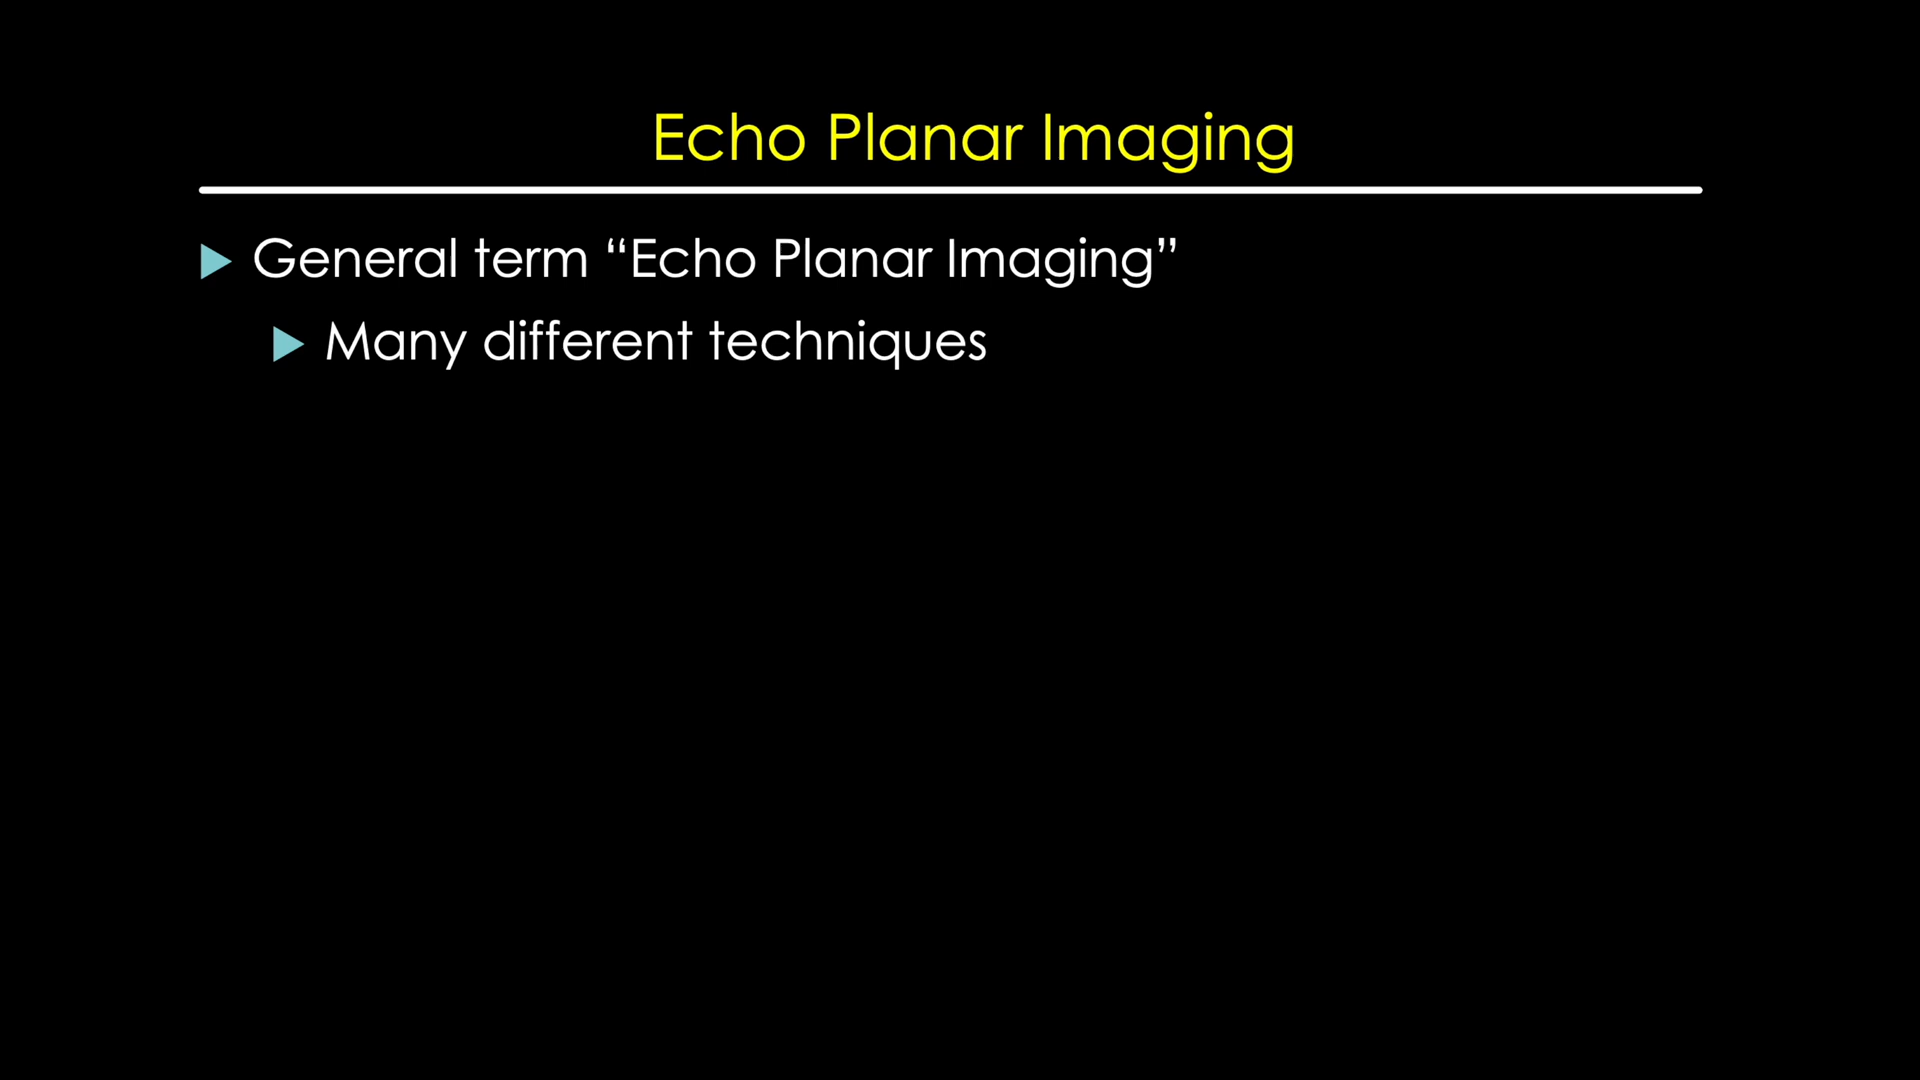 Echo Planar Imaging
General term “Echo Planar Imaging”
Many different techniques